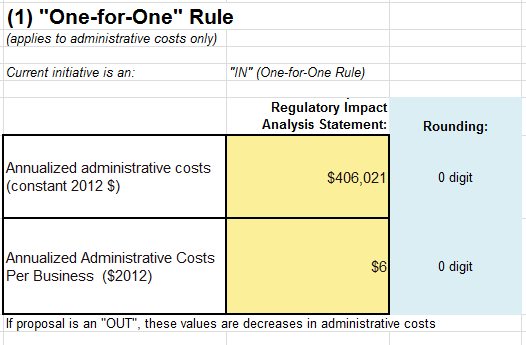 (1) "One-for-One" Rule
(applies to administrative costs only)
Current initiative is an: "IN" (One-for-One Rule)
Regulatory Impact
Analysis Statement: Rounding:
Annualized administrative costs
(constant 2012 $) $406,021 0 digit
Annualized Administrative Costs
Per Business ($2012) $6 0 digit
If proposal is an "OUT", these values are decreases in administrative costs